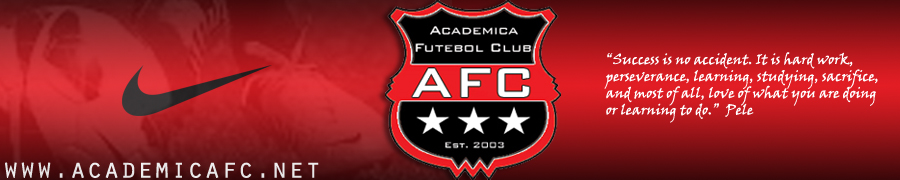 ACADEMICA
FUTEBOL CLUB
AFC
EST. 2003
"Success is no accident. It is hard work,
perseverance, learning, studying, sacrifice,
and most of all, love of what you are doing
or learning to do." Pele
WWW.ACADEMICAFC.NET